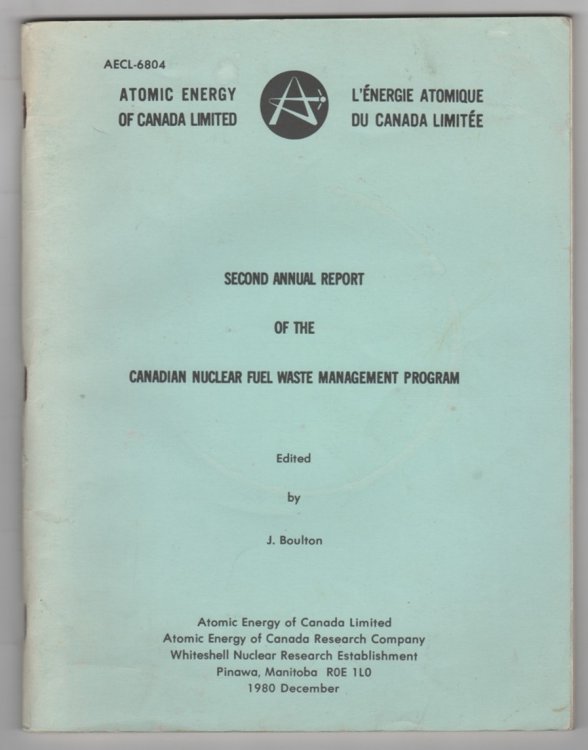 AECL-6804
ATOMIC ENERGY
OF CANADA LIMITED
L'ÉNERGIE ATOMIQUE
DU CANADA LIMITÉE
SECOND ANNUAL REPORT
OF THE
CANADIAN NUCLEAR FUEL WASTE MANAGEMENT PROGRAM
Edited
by
J. Boulton
Atomic Energy of Canada Limited
Atomic Energy of Canada Research Company
Whiteshell Nuclear Research Establishment
Pinawa, Manitoba R0E 1L0
1980 December